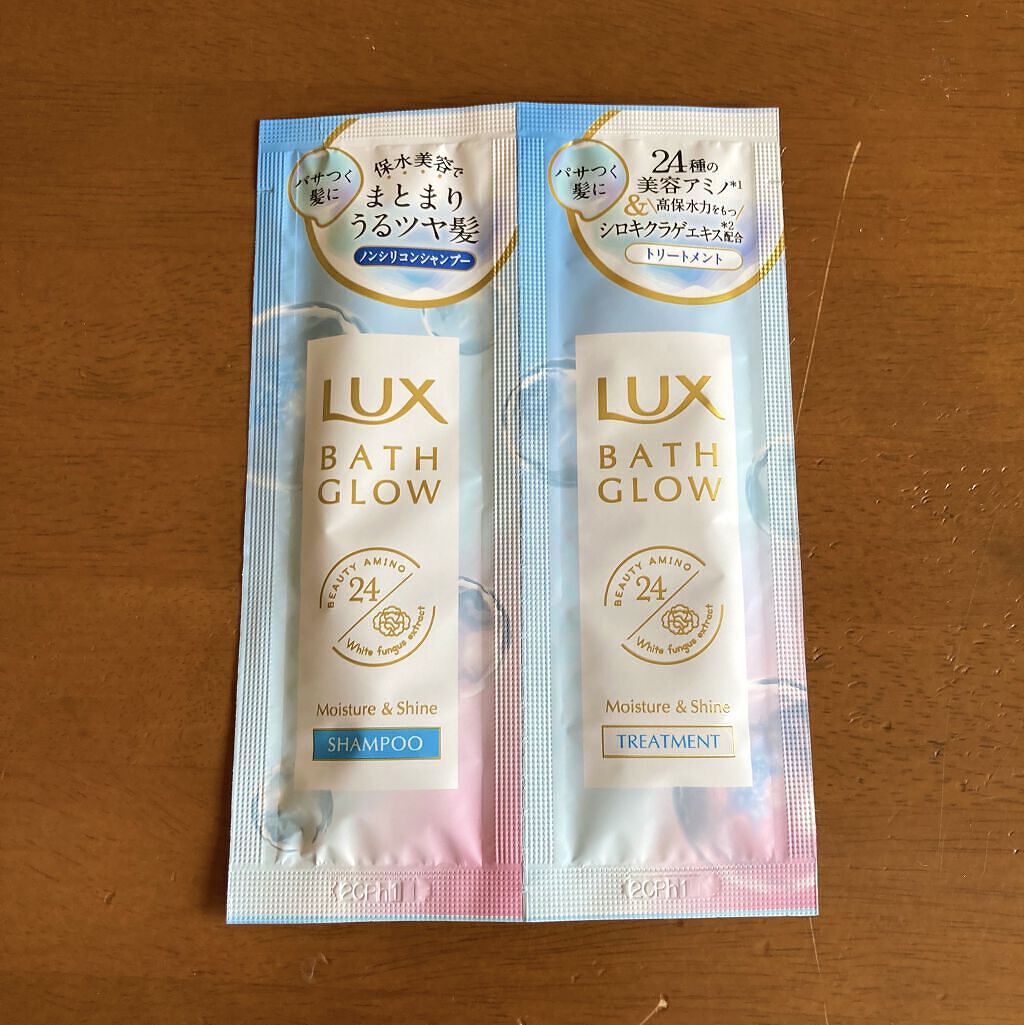 パサつく
髪に
保水美容で
まとまり
うるツヤ髪
ノンシリコンシャンプー
LUX
BATH
GLOW
BEAUTY AMINO
24
White fungus extract
Moisture & Shine
SHAMPOO
パサつく
髪に
24種の
美容アミノ*1
&\高保水力をもつ/
シロキクラゲエキス*2配合
トリートメント
LUX
BATH
GLOW
BEAUTY AMINO
24
White fungus extract
Moisture & Shine
TREATMENT